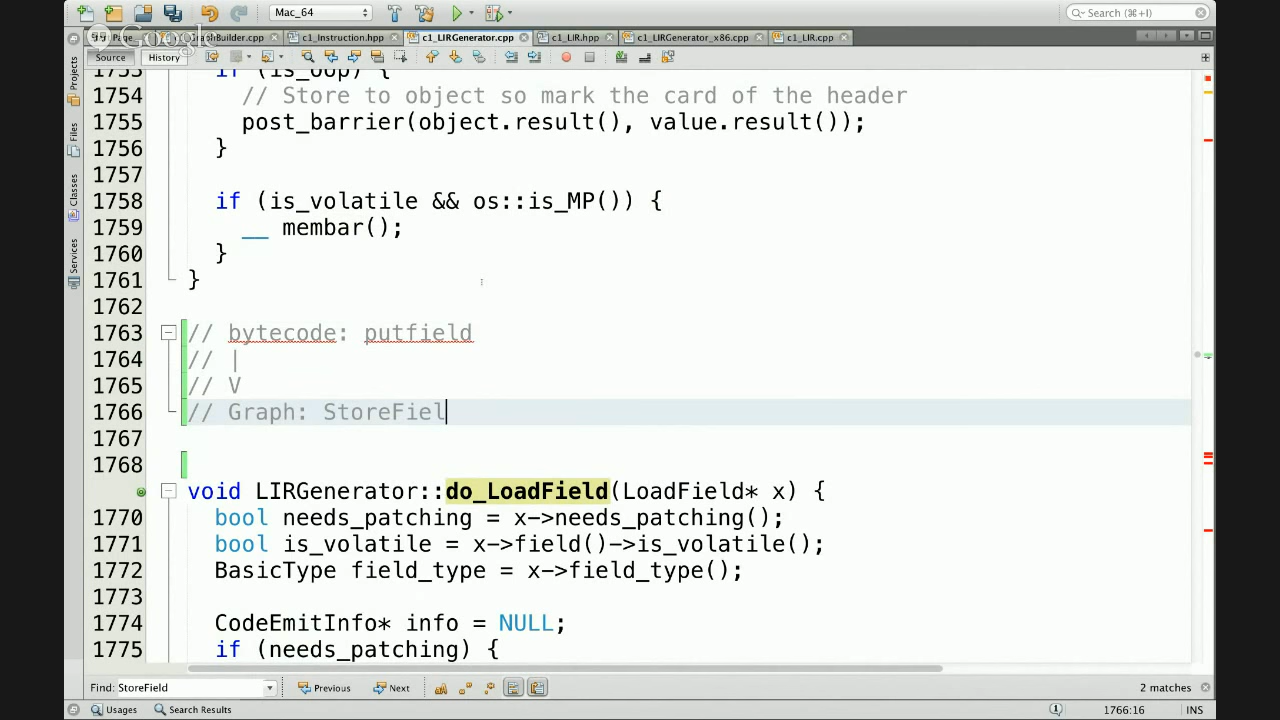 Mac_64
Search (⌘+I)
Google
Page... GraphBuilder.cpp c1_Instruction.hpp c1_LIRGenerator.cpp c1_LIR.hpp c1_LIRGenerator_x86.cpp c1_LIR.cpp
Source History
Projects
Files
Classes
Services
1753 if (is_oop) {
1754 // Store to object so mark the card of the header
1755 post_barrier(object.result(), value.result());
1756 }
1757
1758 if (is_volatile && os::is_MP()) {
1759 __ membar();
1760 }
1761 }
1762
1763 // bytecode: putfield
1764 // |
1765 // V
1766 // Graph: StoreFiel
1767
1768
void LIRGenerator::do_LoadField(LoadField* x) {
1770 bool needs_patching = x->needs_patching();
1771 bool is_volatile = x->field()->is_volatile();
1772 BasicType field_type = x->field_type();
1773
1774 CodeEmitInfo* info = NULL;
1775 if (needs_patching) {
Find: StoreField Previous Next 2 matches
Usages Search Results 1 1766:16 INS